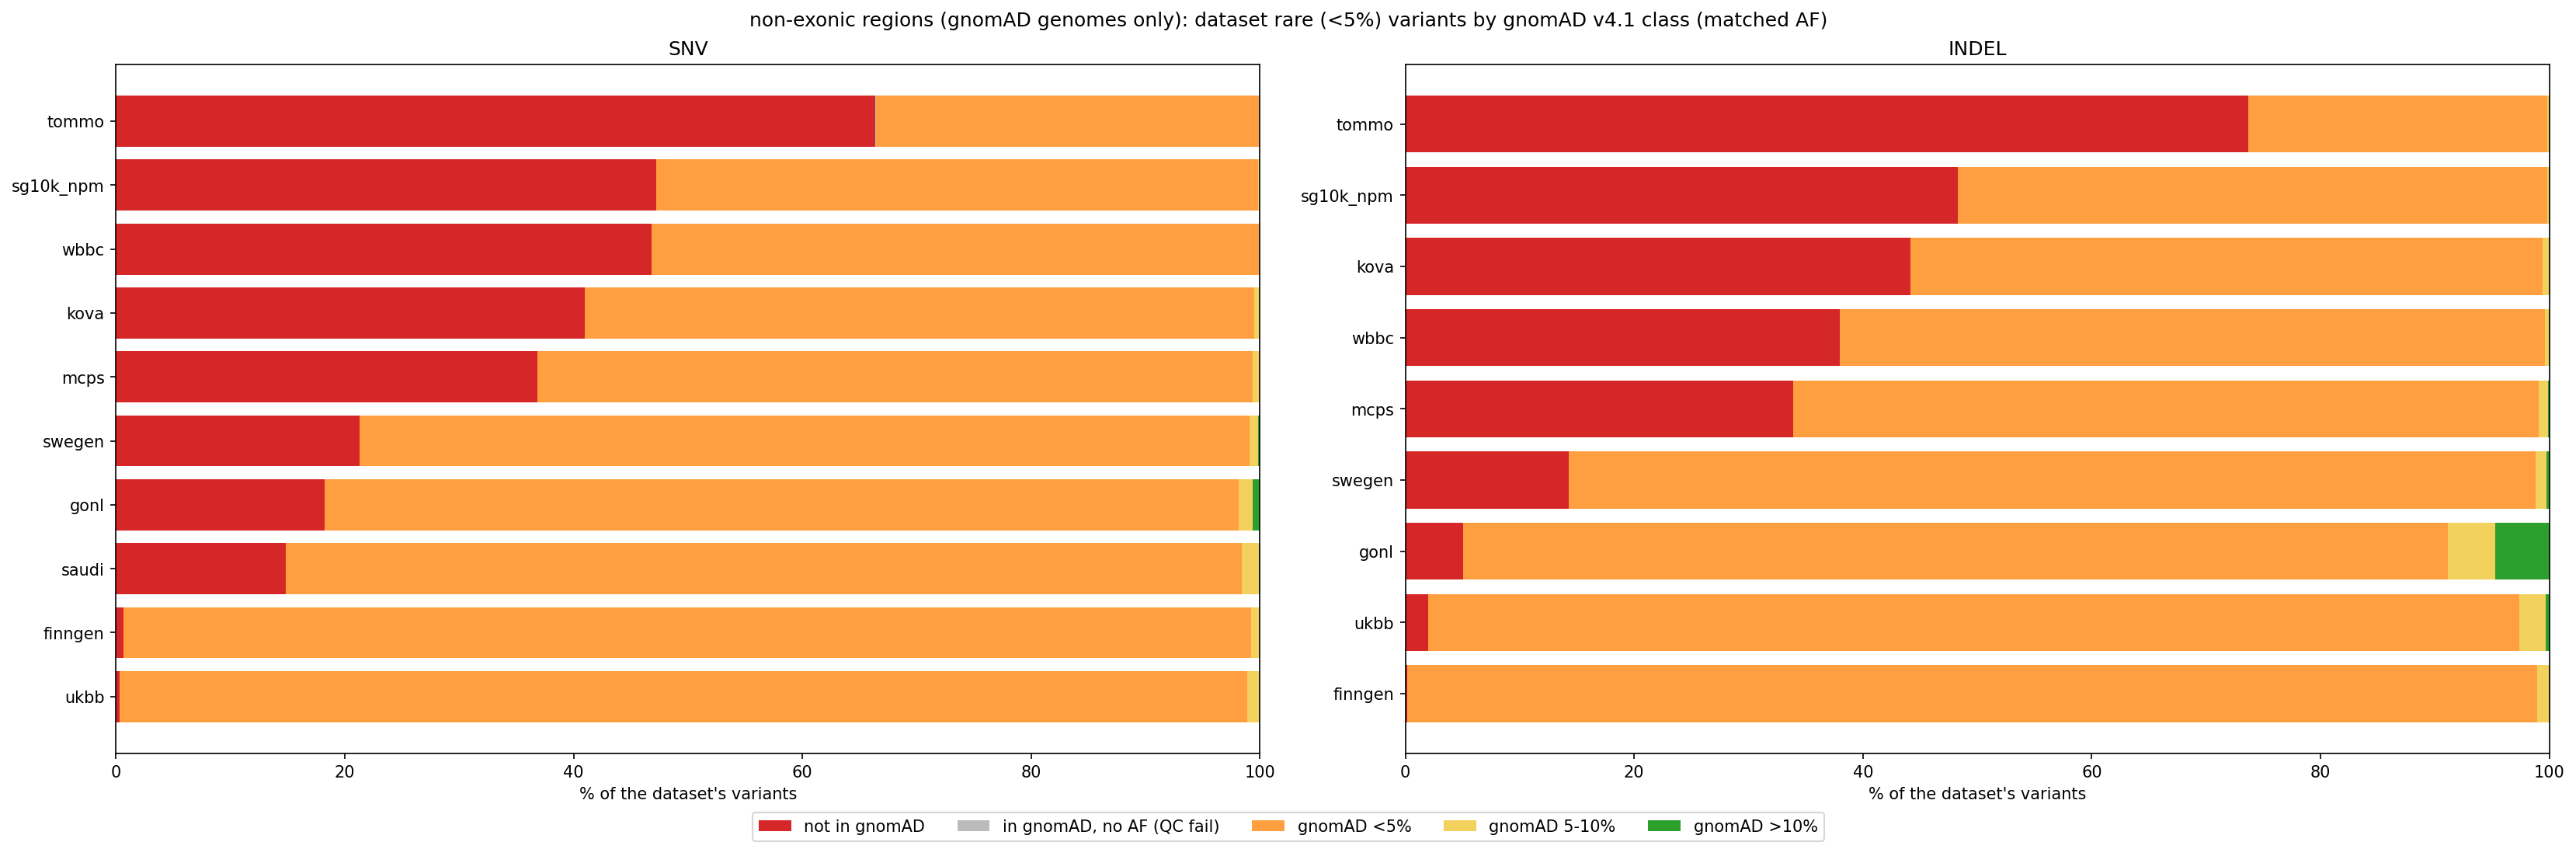 non-exonic regions (gnomAD genomes only): dataset rare (<5%) variants by gnomAD v4.1 class (matched AF)
SNV
tommo
sg10k_npm
wbbc
kova
mcps
swegen
gonl
saudi
finngen
ukbb
0 20 40 60 80 100
% of the dataset's variants
INDEL
tommo
sg10k_npm
kova
wbbc
mcps
swegen
gonl
ukbb
finngen
0 20 40 60 80 100
% of the dataset's variants
not in gnomAD in gnomAD, no AF (QC fail) gnomAD <5% gnomAD 5-10% gnomAD >10%